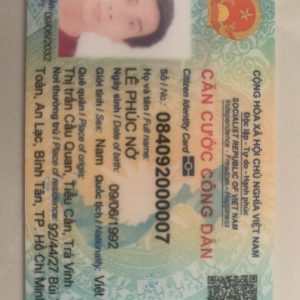 CỘNG HÒA XÃ HỘI CHỦ NGHĨA VIỆT NAM
Độc lập - Tự do - Hạnh phúc
SOCIALIST REPUBLIC OF VIET NAM
Independence - Freedom - Happiness
CĂN CƯỚC CÔNG DÂN
Citizen Identity Card
Số / No.: 084092000007
Họ và tên / Full name:
LÊ PHÚC NỞ
Ngày sinh / Date of birth: 09/06/1992
Giới tính / Sex: Nam Quốc tịch / Nationality: Việt
Quê quán / Place of origin:
Thị trấn Cầu Quan, Tiểu Cần, Trà Vinh
Nơi thường trú / Place of residence: 92/44/27 Bùi
09/06/2032
Toàn, An Lạc, Bình Tân, TP. Hồ Chí Minh